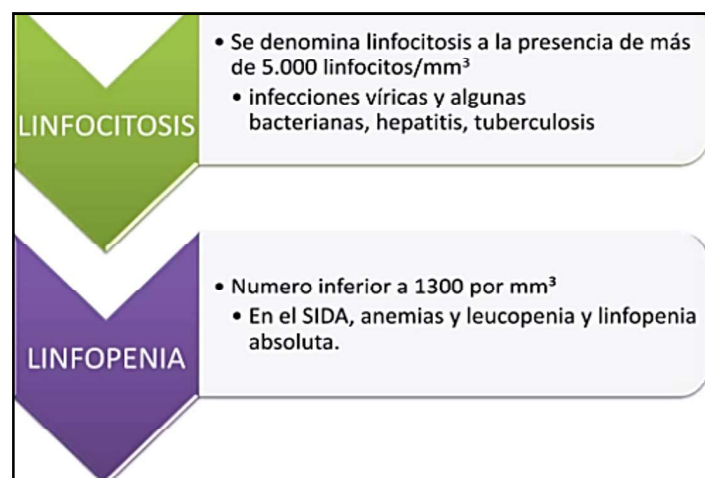 LINFOCITOSIS
• Se denomina linfocitosis a la presencia de más
de 5.000 linfocitos/mm³
• infecciones víricas y algunas
bacterianas, hepatitis, tuberculosis
LINFOPENIA
• Numero inferior a 1300 por mm³
• En el SIDA, anemias y leucopenia y linfopenia
absoluta.